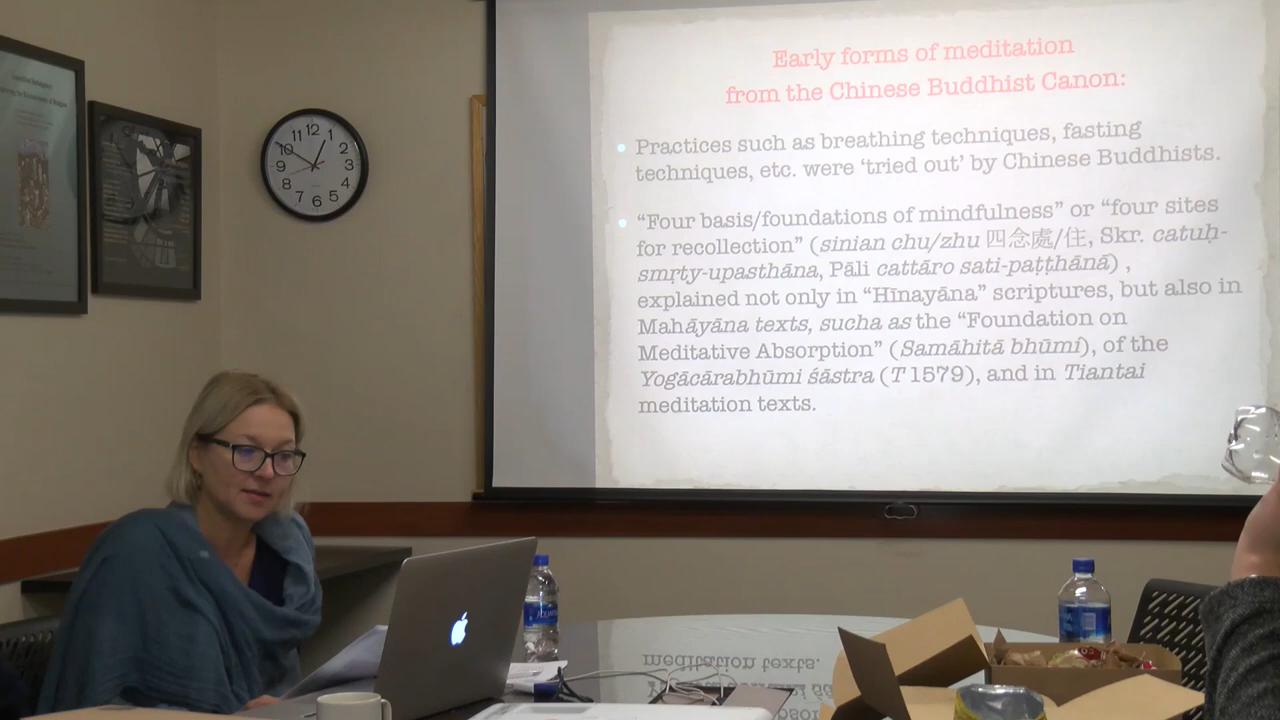 Early forms of meditation
from the Chinese Buddhist Canon:
Practices such as breathing techniques, fasting
techniques, etc. were ‘tried out’ by Chinese Buddhists.
“Four basis/foundations of mindfulness” or “four sites
for recollection” (sinian chu/zhu 四念處/住, Skr. catuḥ-
smṛty-upasthāna, Pāli cattāro sati-paṭṭhānā) ,
explained not only in “Hīnayāna” scriptures, but also in
Mahāyāna texts, sucha as the “Foundation on
Meditative Absorption” (Samāhitā bhūmi), of the
Yogācārabhūmi śāstra (T 1579), and in Tiantai
meditation texts.
12
1
2
3
4
5
6
7
8
9
10
11
meditation texts.